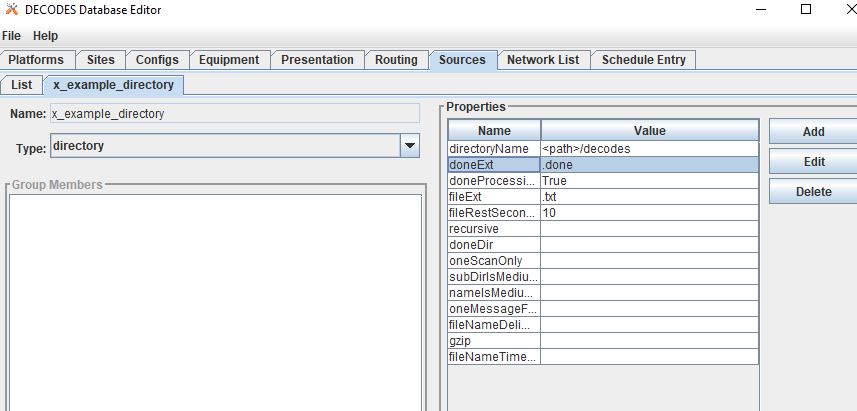 DECODES Database Editor
File Help
Platforms Sites Configs Equipment Presentation Routing Sources Network List Schedule Entry
List x_example_directory
Name: x_example_directory
Type: directory
Group Members
Properties
Name Value
directoryName <path>/decodes
doneExt .done
doneProcessi... True
fileExt .txt
fileRestSecon... 10
recursive
doneDir
oneScanOnly
subDirIsMediu...
nameIsMediu...
oneMessageF...
fileNameDeli...
gzip
fileNameTime...
Add
Edit
Delete